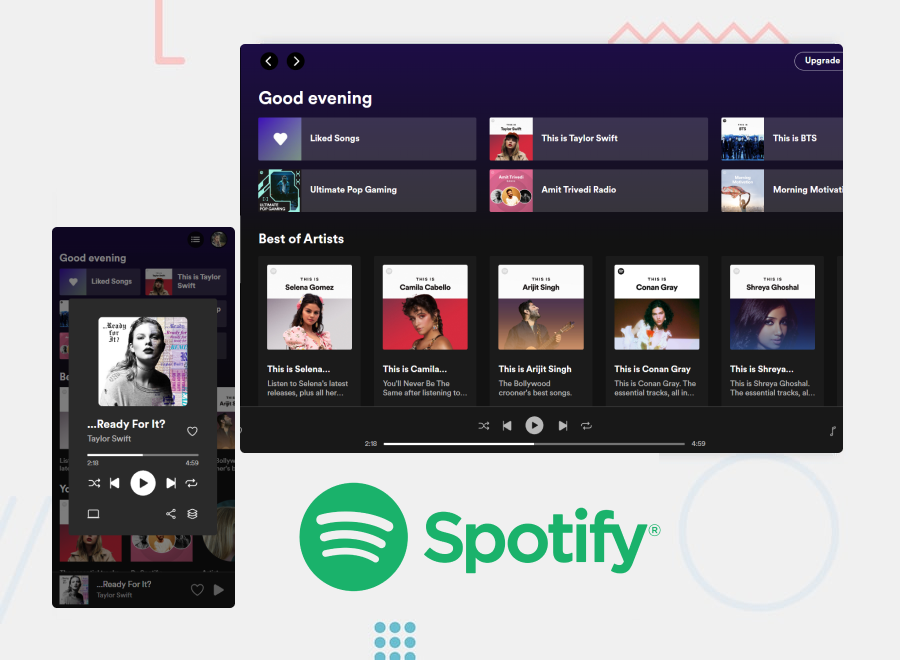 Upgrade
Good evening
Liked Songs
This is Taylor Swift
This is BTS
Ultimate Pop Gaming
Amit Trivedi Radio
Morning Motivati
THIS IS
Taylor Swift
THIS IS
BTS
ULTIMATE
POP GAMING
Amit Trivedi
Morning
Motivation
Best of Artists
THIS IS
Selena Gomez
THIS IS
Camila Cabello
THIS IS
Arijit Singh
THIS IS
Conan Gray
THIS IS
Shreya Ghoshal
This is Selena...
Listen to Selena's latest
releases, plus all her...
This is Camila...
You'll Never Be The
Same after listening to...
This is Arijit Singh
The Bollywood
crooner's best songs.
This is Conan Gray
This is Conan Gray. The
essential tracks, all in...
This is Shreya...
This is Shreya Ghoshal.
The essential tracks, al...
2:18
4:59
Good evening
Liked Songs
This is Taylor
Swift
...Ready
for
It?
...Ready For It?
Taylor Swift
2:18
4:59
...Ready For It?
Taylor Swift
Spotify®